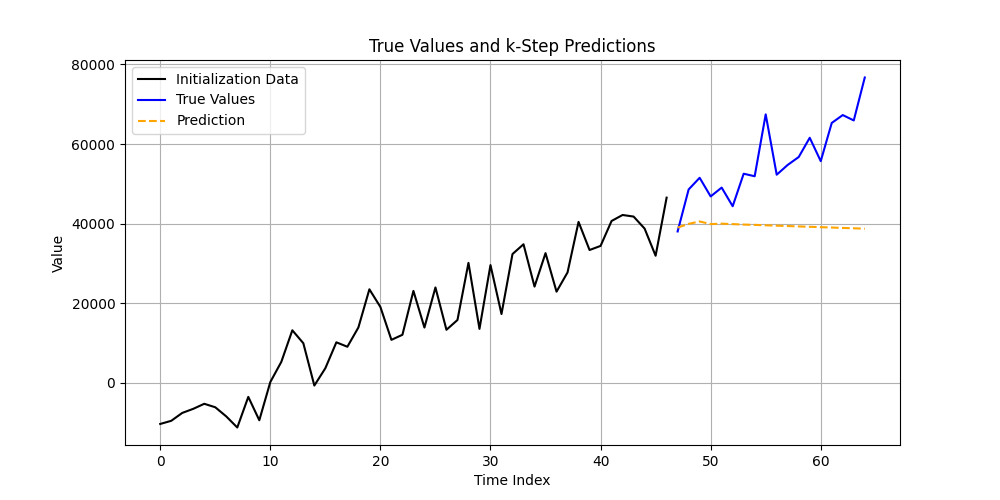 True Values and k-Step Predictions
Initialization Data
True Values
Prediction
80000
60000
40000
20000
0
Value
0 10 20 30 40 50 60
Time Index